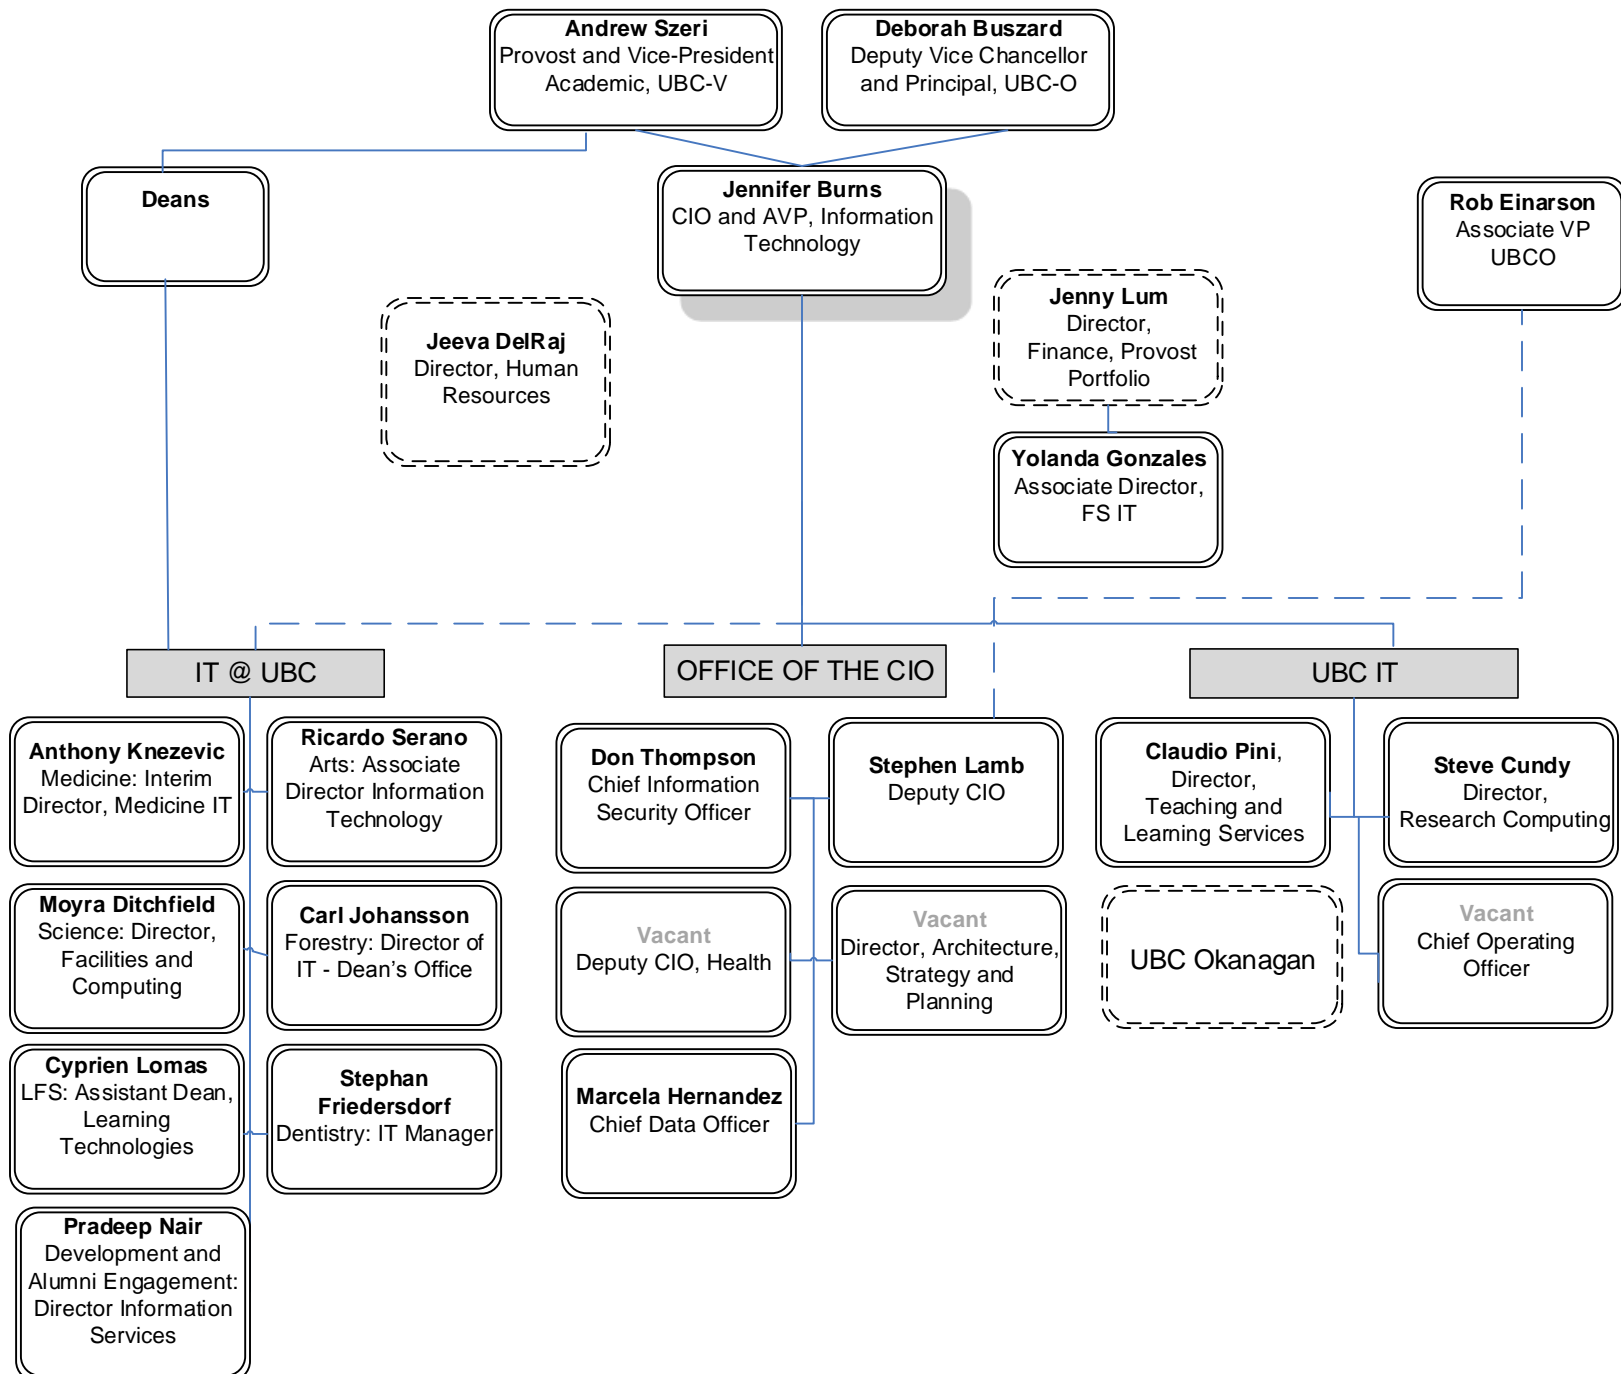 Andrew Szeri
Provost and Vice-President
Academic, UBC-V
Deborah Buszard
Deputy Vice Chancellor
and Principal, UBC-O
Deans
Jennifer Burns
CIO and AVP, Information
Technology
Rob Einarson
Associate VP
UBCO
Jeeva DelRaj
Director, Human
Resources
Jenny Lum
Director,
Finance, Provost
Portfolio
Yolanda Gonzales
Associate Director,
FS IT
IT @ UBC
OFFICE OF THE CIO
UBC IT
Anthony Knezevic
Medicine: Interim
Director, Medicine IT
Ricardo Serano
Arts: Associate
Director Information
Technology
Moyra Ditchfield
Science: Director,
Facilities and
Computing
Carl Johansson
Forestry: Director of
IT - Dean’s Office
Cyprien Lomas
LFS: Assistant Dean,
Learning
Technologies
Stephan
Friedersdorf
Dentistry: IT Manager
Pradeep Nair
Development and
Alumni Engagement:
Director Information
Services
Don Thompson
Chief Information
Security Officer
Stephen Lamb
Deputy CIO
Vacant
Deputy CIO, Health
Vacant
Director, Architecture,
Strategy and
Planning
Marcela Hernandez
Chief Data Officer
Claudio Pini,
Director,
Teaching and
Learning Services
Steve Cundy
Director,
Research Computing
UBC Okanagan
Vacant
Chief Operating
Officer